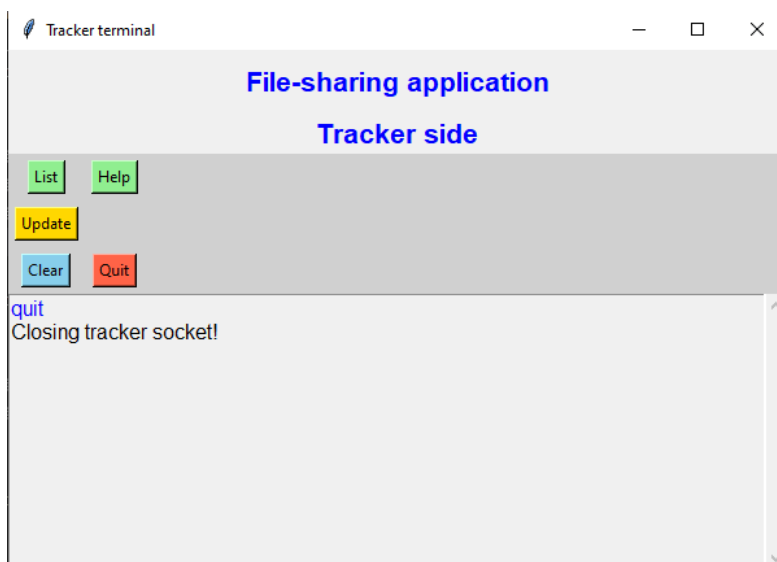 Tracker terminal
File-sharing application
Tracker side
List Help
Update
Clear Quit
quit
Closing tracker socket!